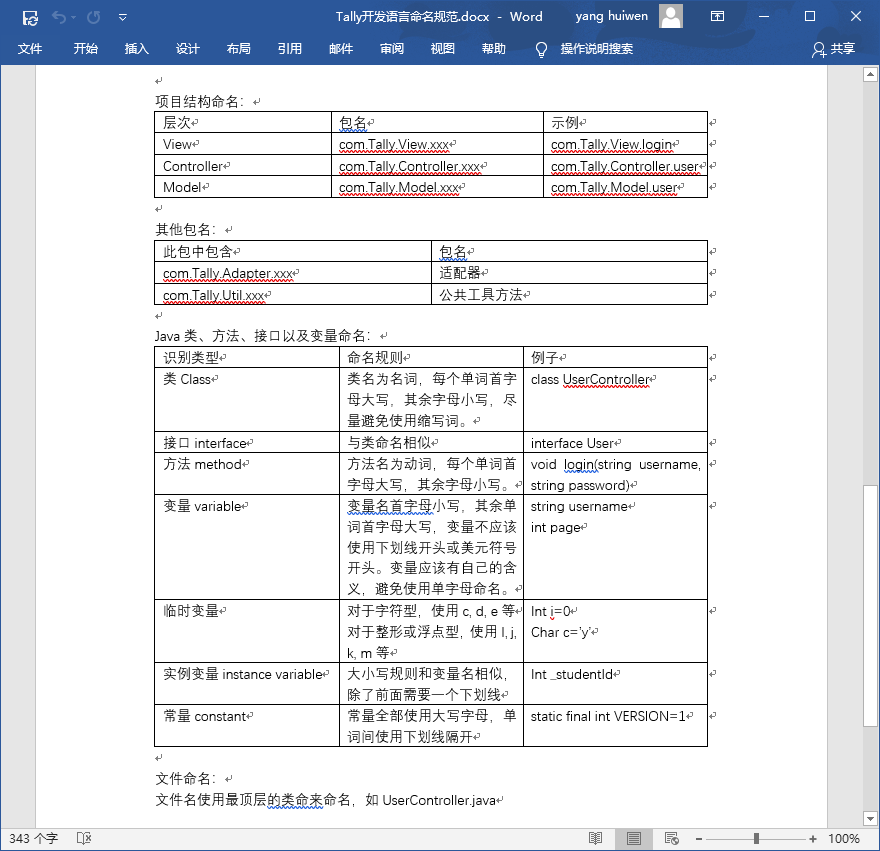 Tally开发语言命名规范.docx - Word
yang huiwen
文件 开始 插入 设计 布局 引用 邮件 审阅 视图 帮助 操作说明搜索 共享
项目结构命名：
层次 包名 示例
View com.Tally.View.xxx com.Tally.View.login
Controller com.Tally.Controller.xxx com.Tally.Controller.user
Model com.Tally.Model.xxx com.Tally.Model.user
其他包名：
此包中包含 包名
com.Tally.Adapter.xxx 适配器
com.Tally.Util.xxx 公共工具方法
Java 类、方法、接口以及变量命名：
识别类型 命名规则 例子
类 Class 类名为名词，每个单词首字 class UserController
母大写，其余字母小写，尽
量避免使用缩写词。
接口 interface 与类命名相似 interface User
方法 method 方法名为动词，每个单词首 void login(string username,
字母大写，其余字母小写。 string password)
变量 variable 变量名首字母小写，其余单 string username
词首字母大写，变量不应该 int page
使用下划线开头或美元符号
开头。变量应该有自己的含
义，避免使用单字母命名。
临时变量 对于字符型，使用 c, d, e 等 Int i=0
对于整形或浮点型, 使用 I, j, Char c='y'
k, m 等
实例变量 instance variable 大小写规则和变量名相似， Int _studentId
除了前面需要一个下划线
常量 constant 常量全部使用大写字母，单 static final int VERSION=1
词间使用下划线隔开
文件命名：
文件名使用最顶层的类命来命名，如 UserController.java
343 个字 100%